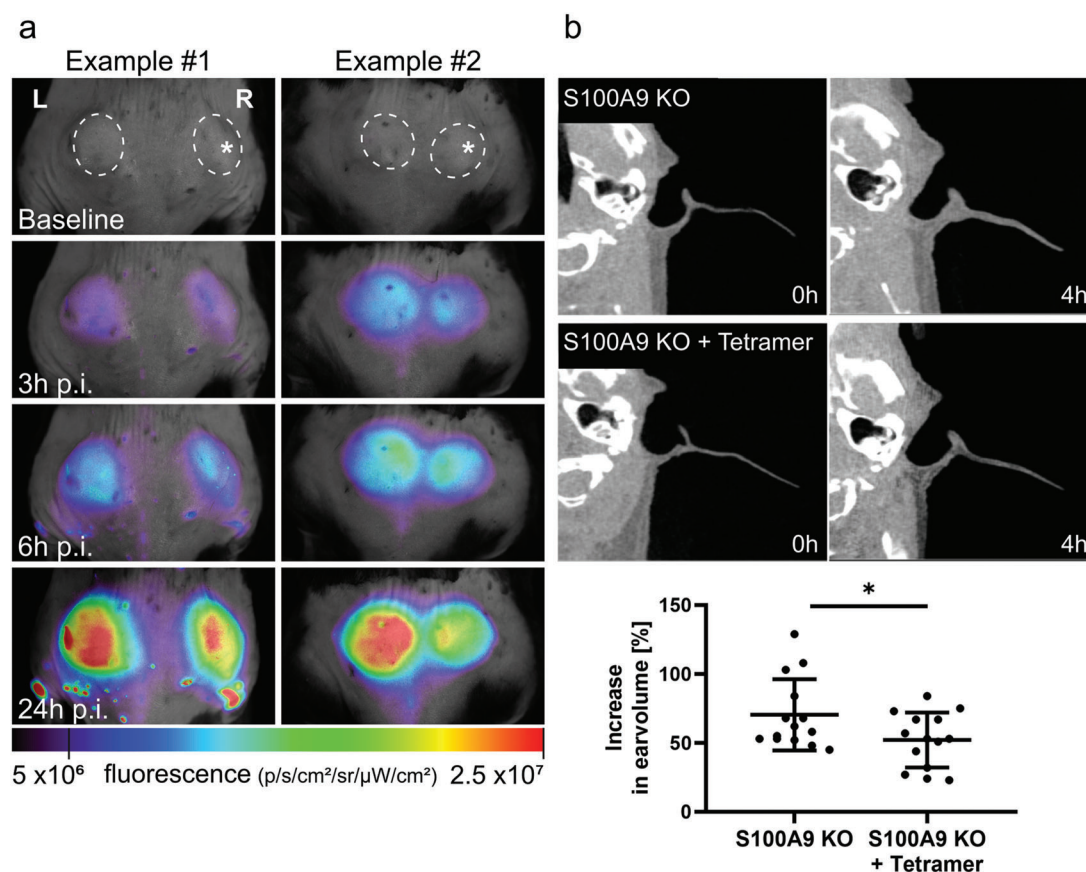 a
Example #1
Example #2
L
R
*
*
Baseline
3h p.i.
6h p.i.
24h p.i.
5 x10⁶
fluorescence (p/s/cm²/sr/µW/cm²)
2.5 x10⁷
b
S100A9 KO
0h
4h
S100A9 KO + Tetramer
0h
4h
*
Increase
in earvolume [%]
150
100
50
0
S100A9 KO
S100A9 KO
+ Tetramer